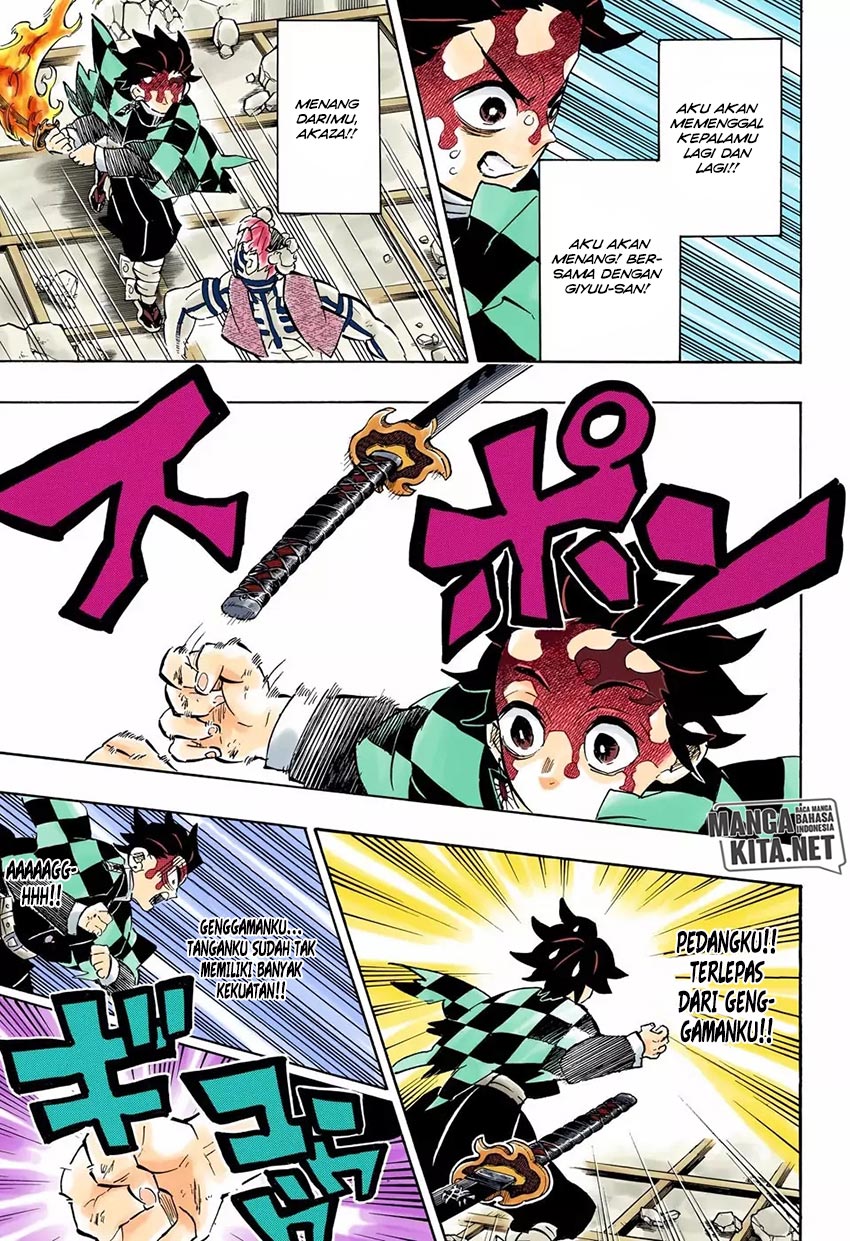 AKU AKAN
MEMENGGAL
KEPALAMU
LAGI DAN
LAGI!!
AKU AKAN
MENANG! BER-
SAMA DENGAN
GIYUU-SAN!
MENANG
DARIMU,
AKAZA!!
スポン
MANGA
KITA.NET
BACA MANGA
BAHASA
INDONESIA
PEDANGKU!!
TERLEPAS
DARI GENG-
GAMANKU!!
AAAAAGG-
HHH!!
GENGGAMANKU...
TANGANKU SUDAH TAK
MEMILIKI BANYAK
KEKUATAN!!
ギュウ